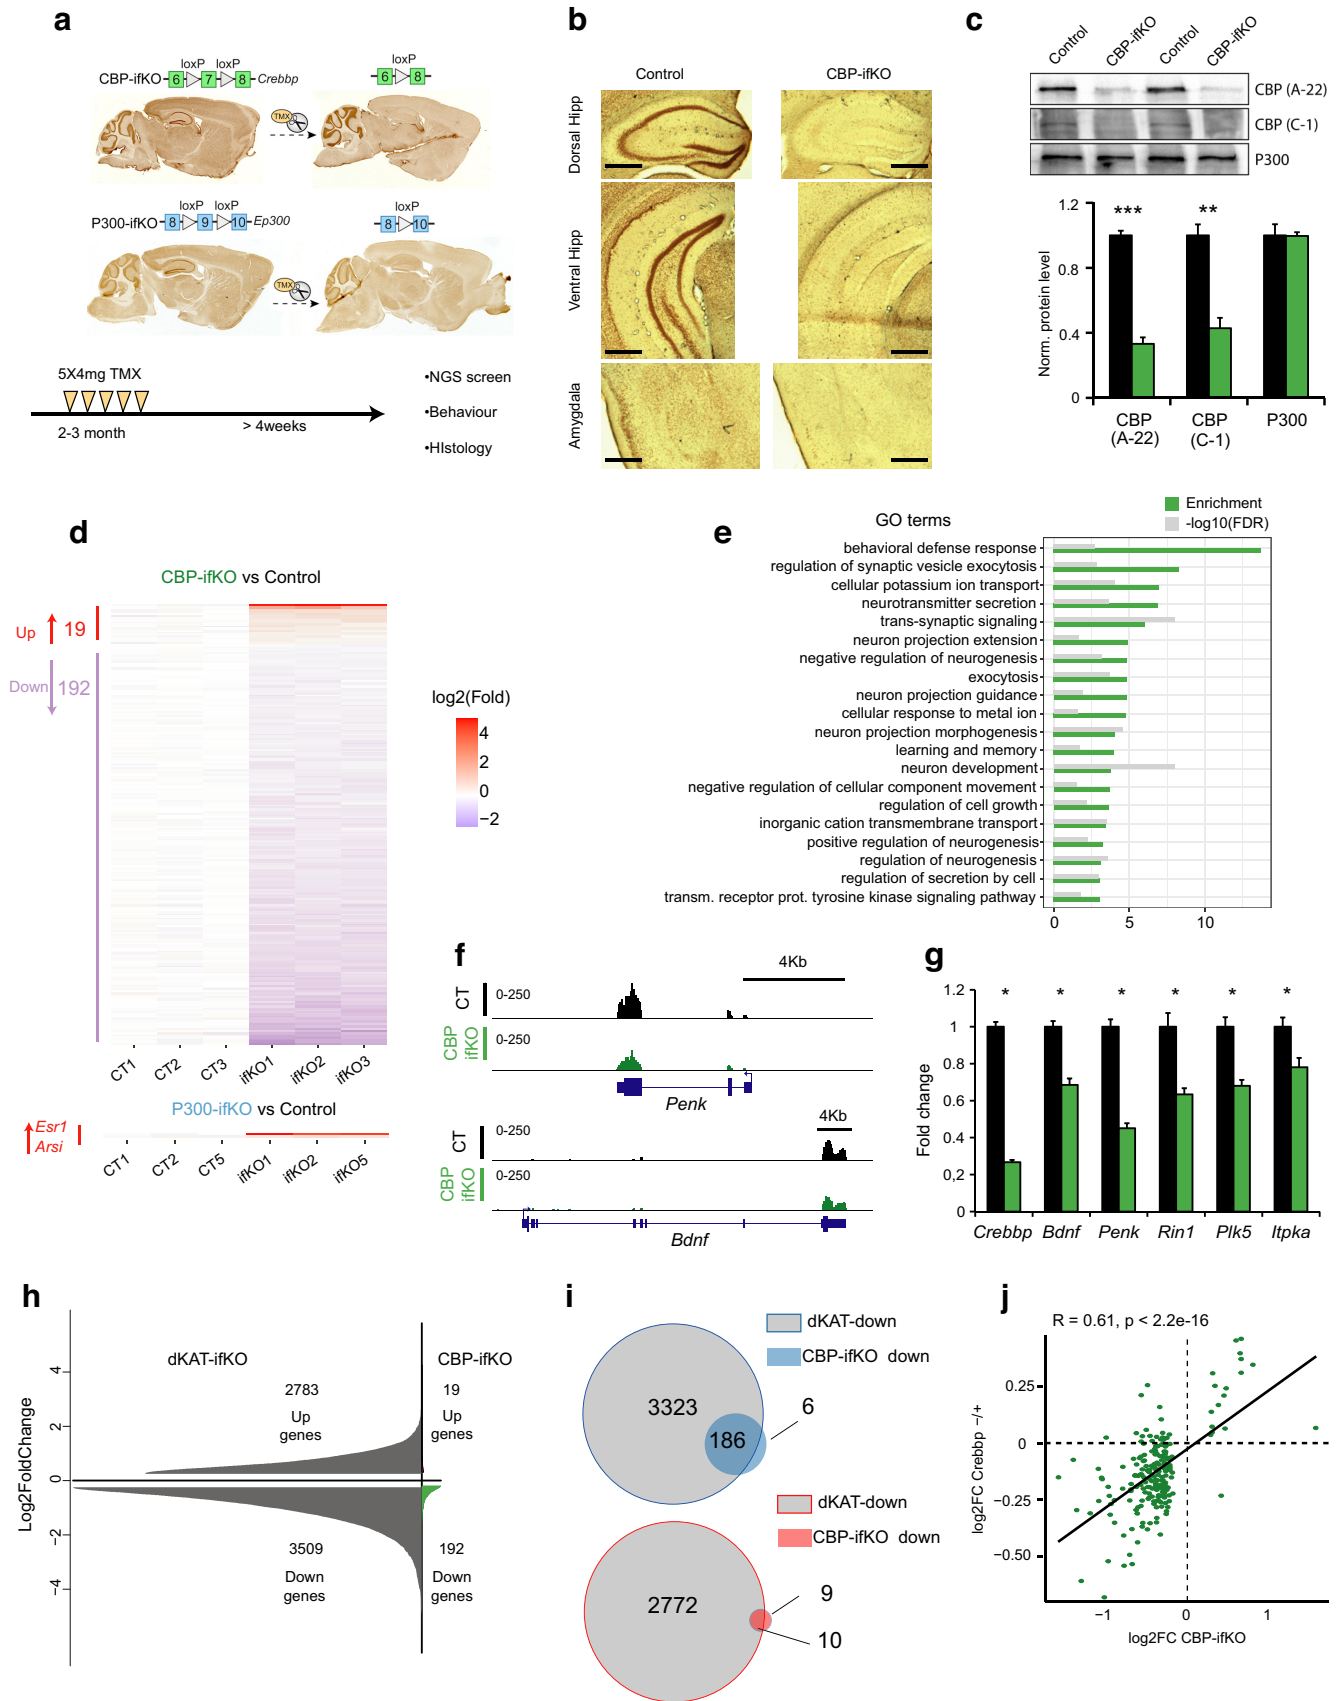 a
CBP-ifKO
loxP loxP
6 7 8 Crebbp
loxP
6 8
TMX
P300-ifKO
loxP loxP
8 9 10 Ep300
loxP
8 10
TMX
5X4mg TMX
2-3 month
> 4weeks
•NGS screen
•Behaviour
•HIstology
b
Control CBP-ifKO
Dorsal Hipp
Ventral Hipp
Amygdala
c
Control CBP-ifKO Control CBP-ifKO
CBP (A-22)
CBP (C-1)
P300
Norm. protein level
1.2
0.8
0.4
0
*** **
CBP (A-22)
CBP (C-1)
P300
d
CBP-ifKO vs Control
Up 19
Down 192
log2(Fold)
4
2
0
−2
CT1 CT2 CT3 ifKO1 ifKO2 ifKO3
P300-ifKO vs Control
Esr1
Arsi
CT1 CT2 CT5 ifKO1 ifKO2 ifKO5
e
GO terms
Enrichment
-log10(FDR)
behavioral defense response
regulation of synaptic vesicle exocytosis
cellular potassium ion transport
neurotransmitter secretion
trans-synaptic signaling
neuron projection extension
negative regulation of neurogenesis
exocytosis
neuron projection guidance
cellular response to metal ion
neuron projection morphogenesis
learning and memory
neuron development
negative regulation of cellular component movement
regulation of cell growth
inorganic cation transmembrane transport
positive regulation of neurogenesis
regulation of neurogenesis
regulation of secretion by cell
transm. receptor prot. tyrosine kinase signaling pathway
0 5 10
f
4Kb
CT 0-250
CBP ifKO 0-250
Penk
4Kb
CT 0-250
CBP ifKO 0-250
Bdnf
g
Fold change
1.2
1
0.8
0.6
0.4
0,2
0
* * * * * *
Crebbp Bdnf Penk Rin1 Plk5 Itpka
h
Log2FoldChange
4
2
0
−2
−4
dKAT-ifKO CBP-ifKO
2783 19
Up Up
genes genes
3509 192
Down Down
genes genes
i
dKAT-down
CBP-ifKO down
3323
186
6
dKAT-down
CBP-ifKO down
2772
9
10
j
R = 0.61, p < 2.2e-16
log2FC Crebbp −/+
0.25
0
−0.25
−0.50
−1 0 1
log2FC CBP-ifKO